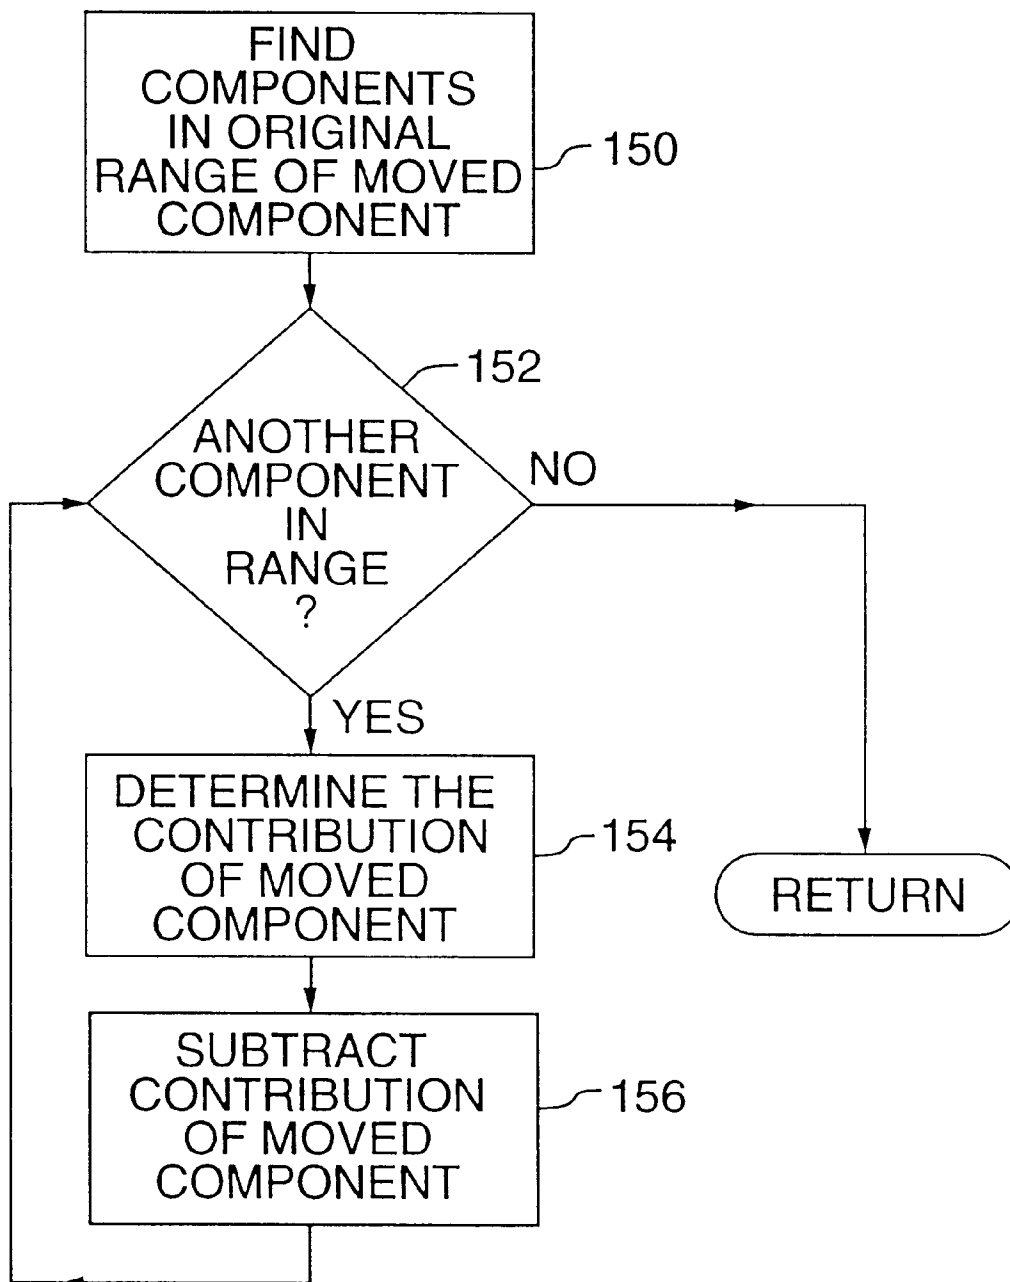 FIND
COMPONENTS
IN ORIGINAL
RANGE OF MOVED
COMPONENT
150
152
ANOTHER
COMPONENT
IN
RANGE
?
NO
YES
DETERMINE THE
CONTRIBUTION
OF MOVED
COMPONENT
154
RETURN
SUBTRACT
CONTRIBUTION
OF MOVED
COMPONENT
156